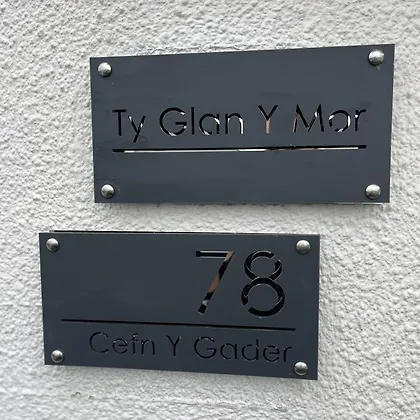 Ty Glan Y Mor
78
Cefn Y Gader